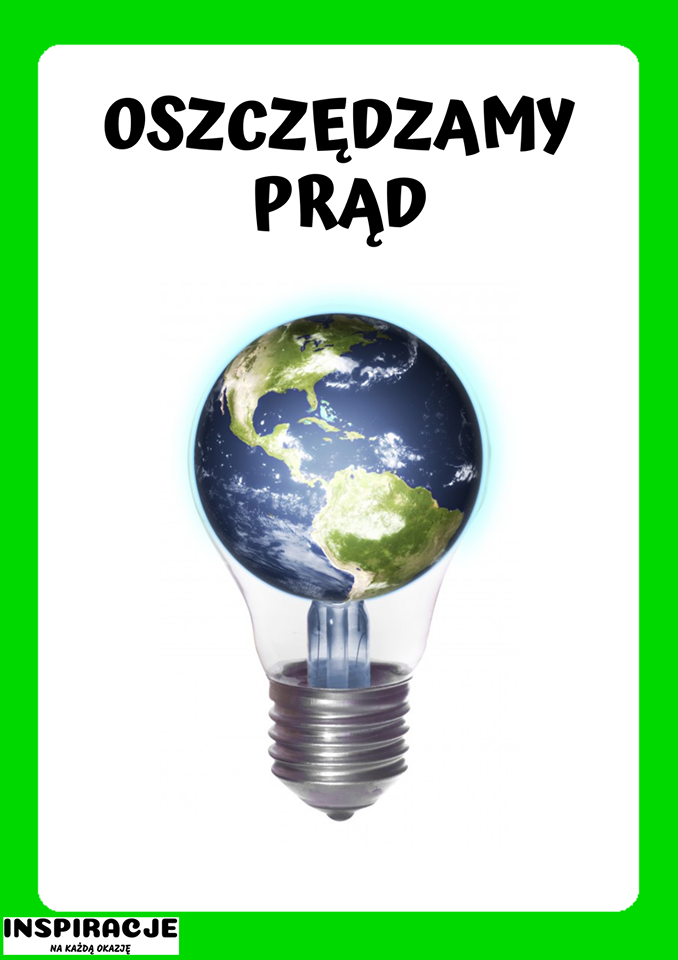 OSZCZĘDZAMY
PRĄD
INSPIRACJE
NA KAŻDĄ OKAZJĘ